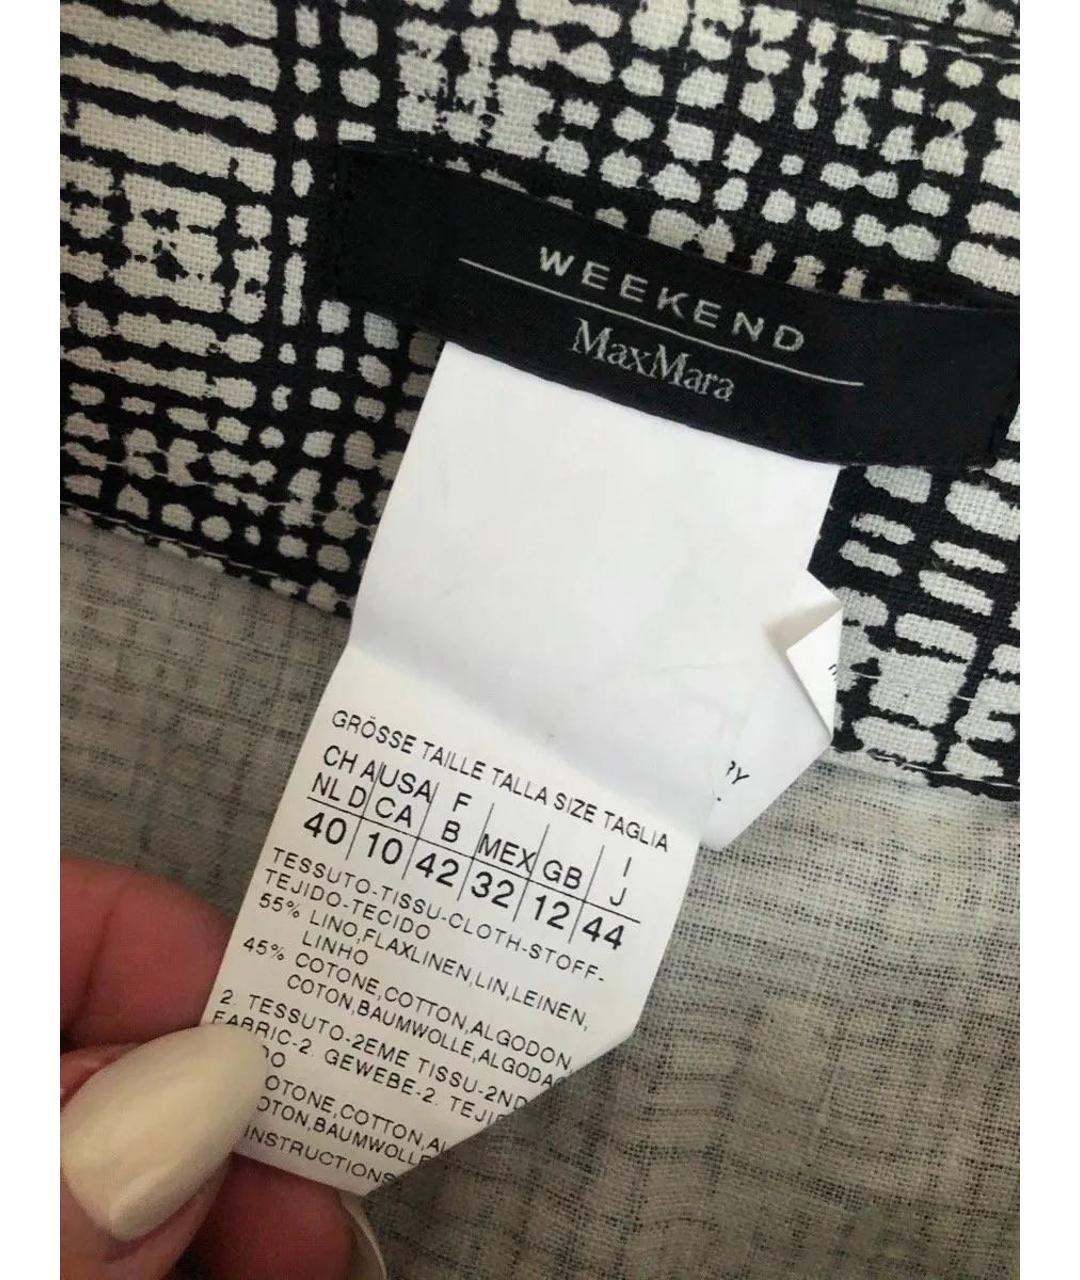 WEEKEND
MaxMara
GRÖSSE TAILLE TALLA SIZE TAGLIA
CH A USA F MEX GB I
NL D CA B J
40 10 42 32 12 44
TESSUTO-TISSU-CLOTH-STOFF-
TEJIDO-TECIDO
55% LINO,FLAXLINEN,LIN,LEINEN,
LINHO
45% COTONE,COTTON,ALGODON,
COTON,BAUMWOLLE,ALGODA
2. TESSUTO-2EME TISSU-2ND
FABRIC-2. GEWEBE-2. TEJI
DO
OTONE,COTTON,AL
OTON,BAUMWOLLE
INSTRUCTIONS